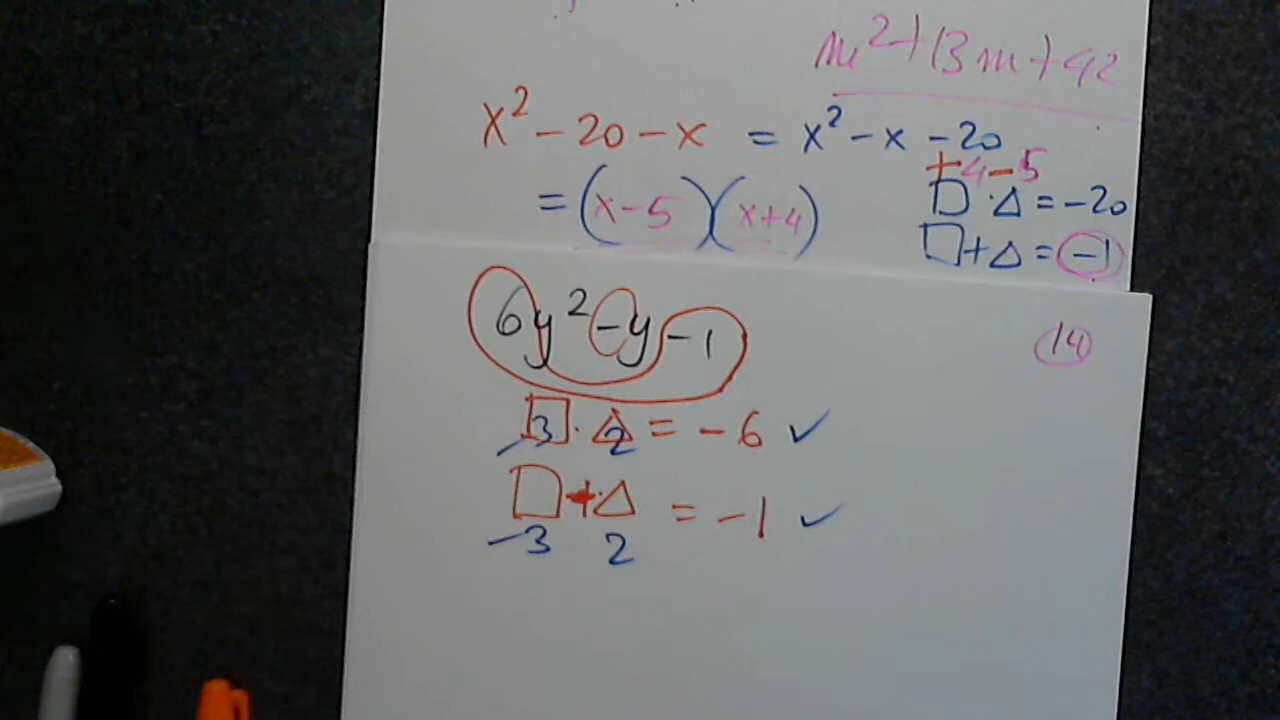 m²+13m+42
x² - 20 - x = x² - x - 20
+4 -5
= (x-5)(x+4) □ · △ = -20
□ + △ = -1
6y² - y - 1 14
□ · △ = -6 ✓
-3 2
□ + △ = -1 ✓
-3 2